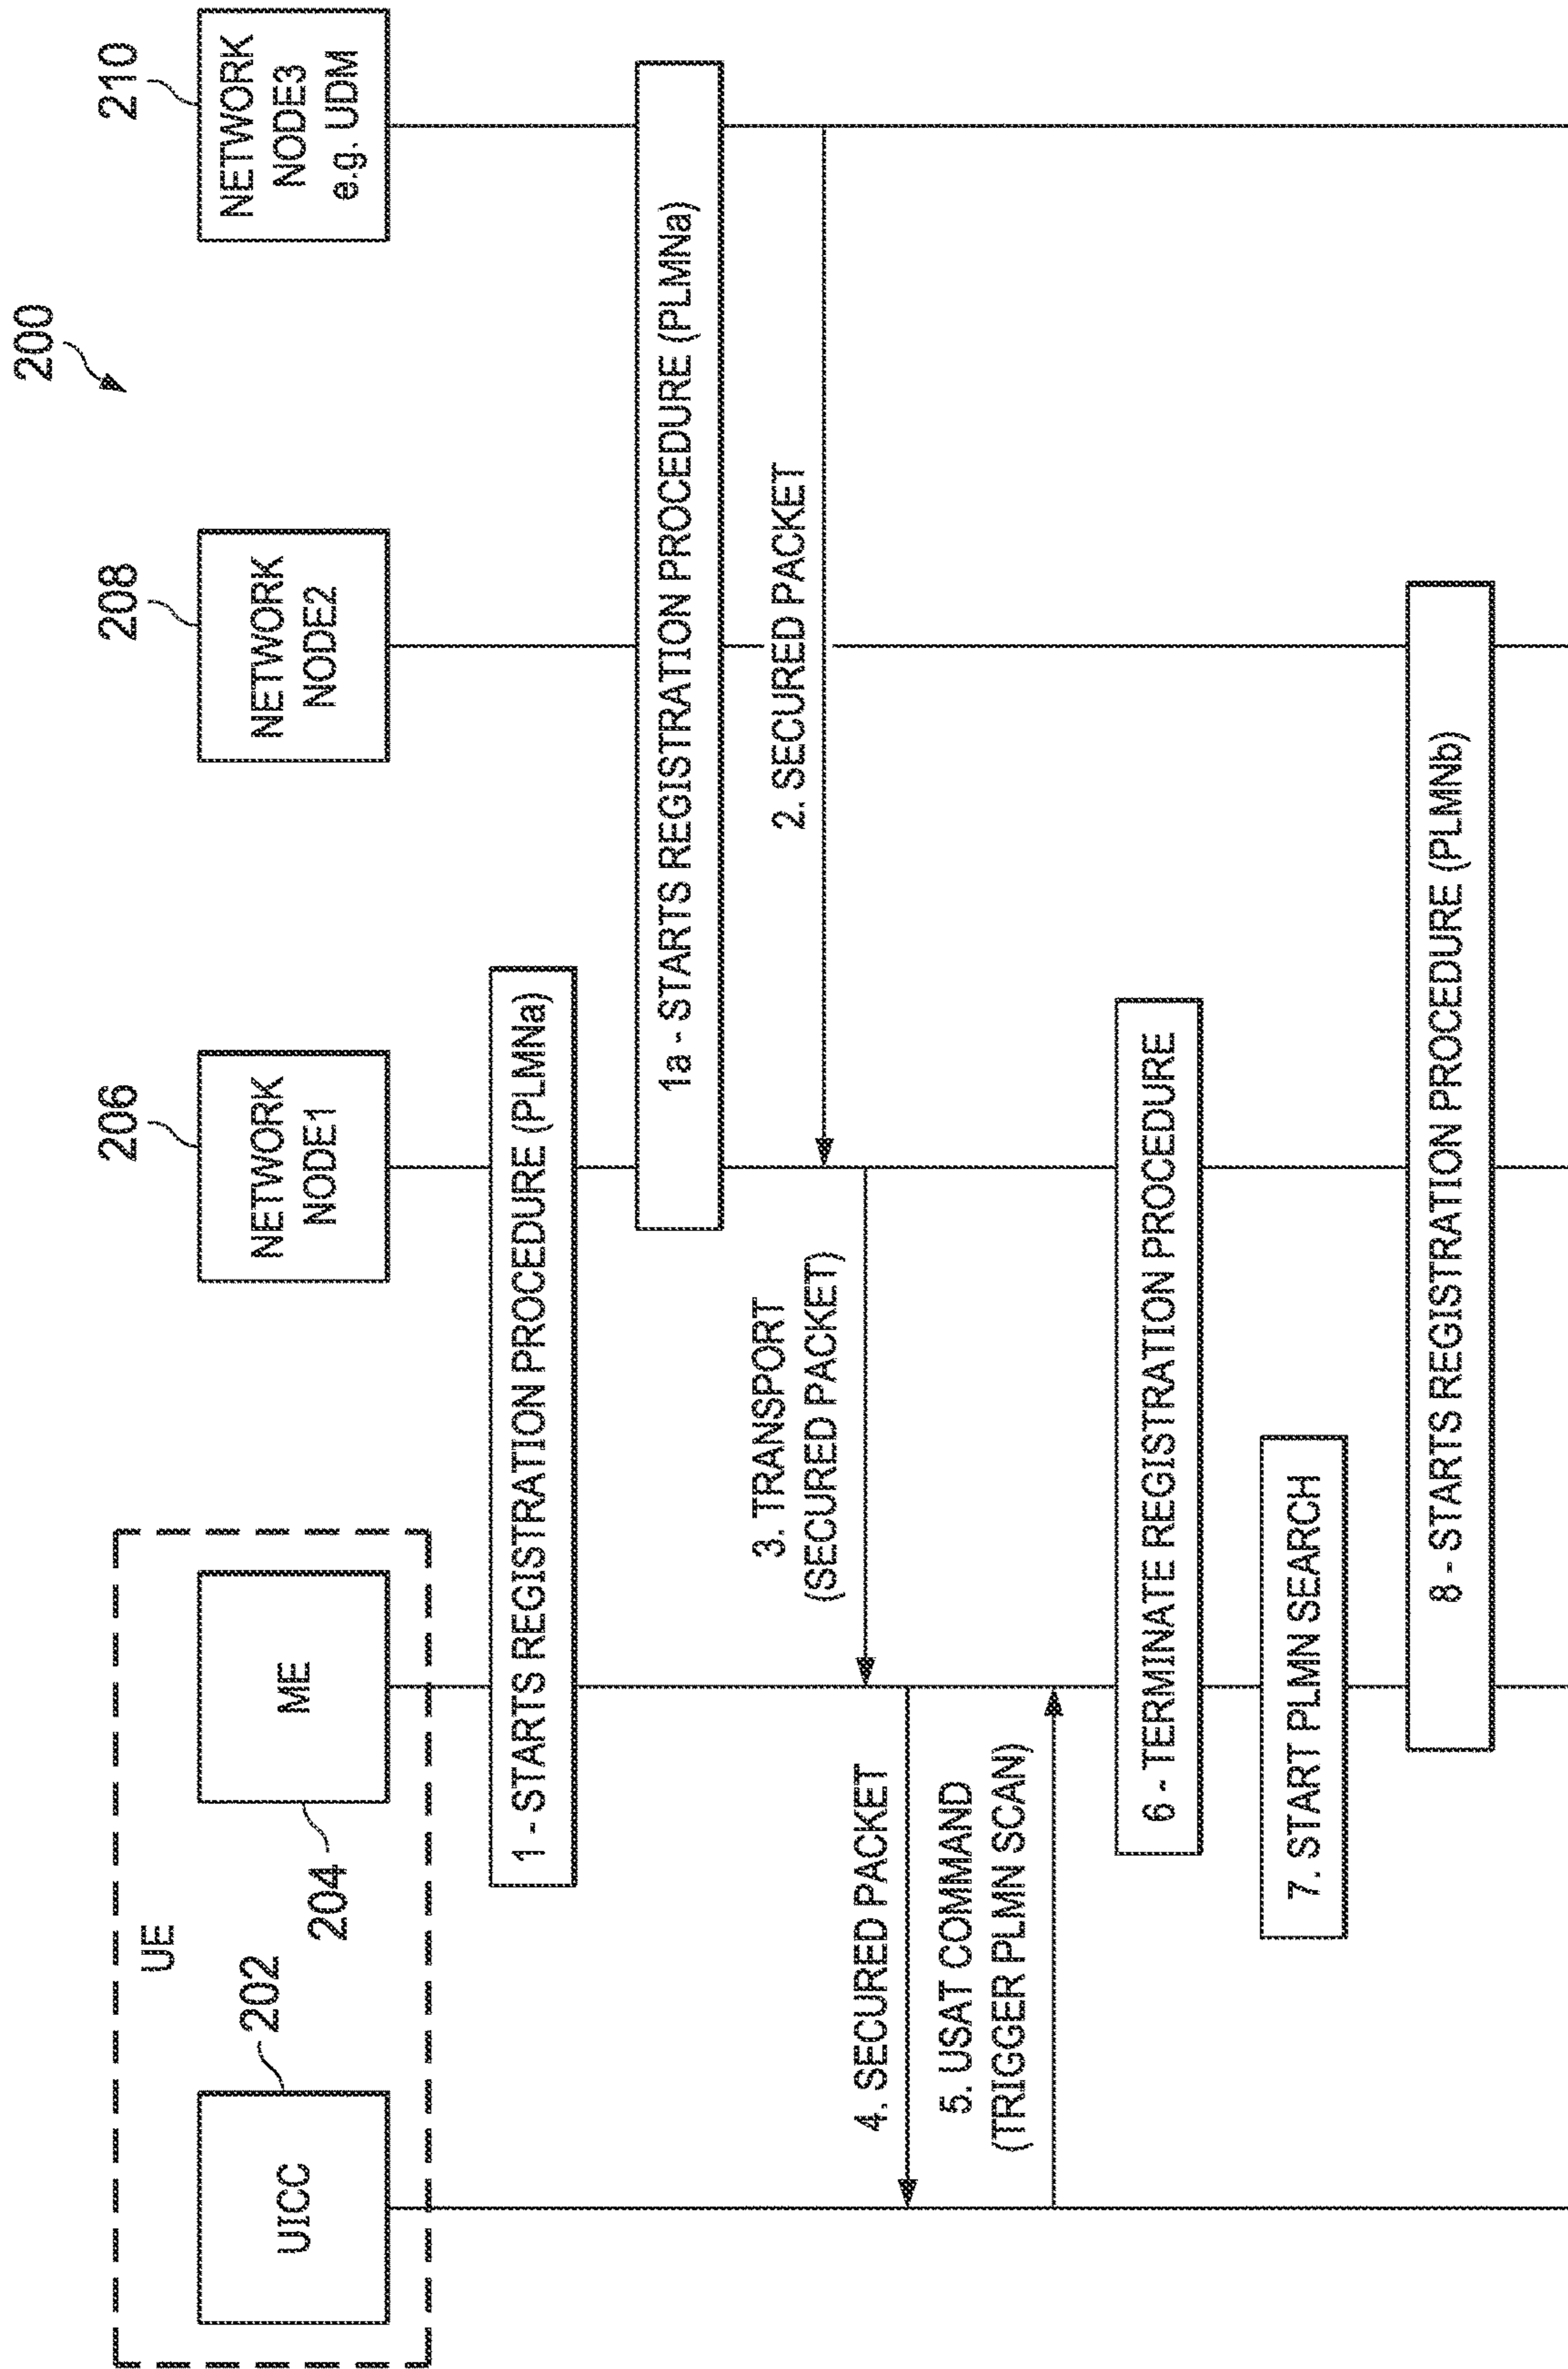 200
UE
202
UICC
204
ME
206
NETWORK
NODE1
208
NETWORK
NODE2
210
NETWORK
NODE3
e.g. UDM
1 - STARTS REGISTRATION PROCEDURE (PLMNa)
1a - STARTS REGISTRATION PROCEDURE (PLMNa)
2. SECURED PACKET
3. TRANSPORT
(SECURED PACKET)
4. SECURED PACKET
5. USAT COMMAND
(TRIGGER PLMN SCAN)
6 - TERMINATE REGISTRATION PROCEDURE
7. START PLMN SEARCH
8 - STARTS REGISTRATION PROCEDURE (PLMNb)